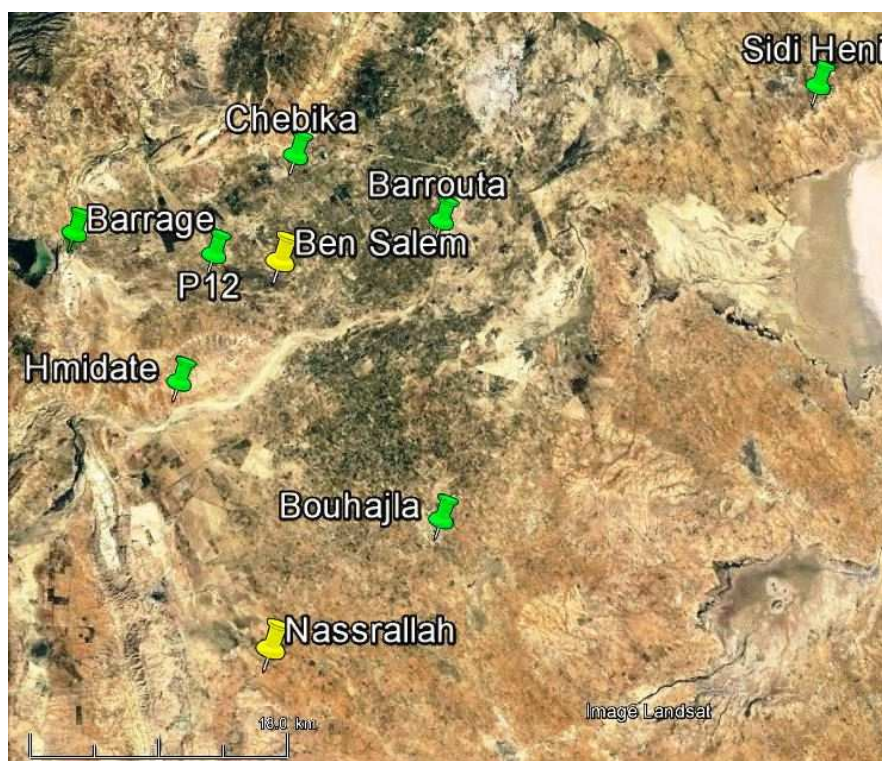 Sidi Heni
Chebika
Barrouta
Barrage
Ben Salem
P12
Hmidate
Bouhajla
Nassrallah
18.0 km
Image Landsat